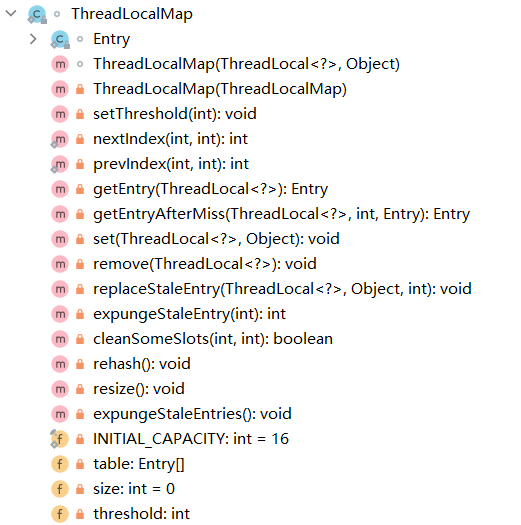 ThreadLocalMap
Entry
ThreadLocalMap(ThreadLocal<?>, Object)
ThreadLocalMap(ThreadLocalMap)
setThreshold(int): void
nextIndex(int, int): int
prevIndex(int, int): int
getEntry(ThreadLocal<?>): Entry
getEntryAfterMiss(ThreadLocal<?>, int, Entry): Entry
set(ThreadLocal<?>, Object): void
remove(ThreadLocal<?>): void
replaceStaleEntry(ThreadLocal<?>, Object, int): void
expungeStaleEntry(int): int
cleanSomeSlots(int, int): boolean
rehash(): void
resize(): void
expungeStaleEntries(): void
INITIAL_CAPACITY: int = 16
table: Entry[]
size: int = 0
threshold: int